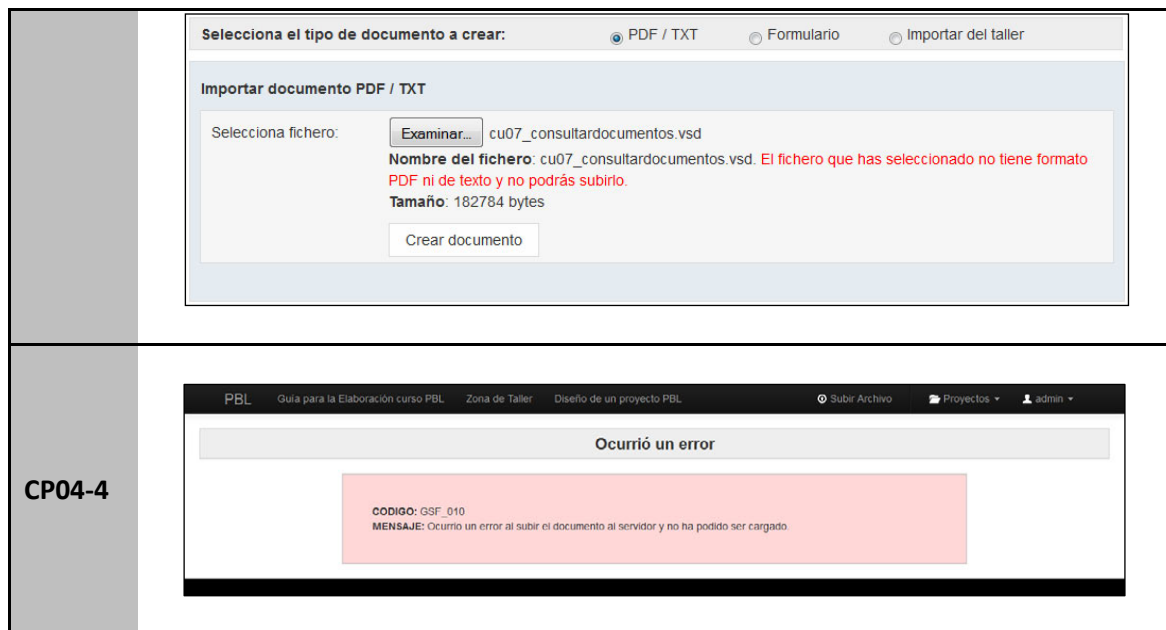 Selecciona el tipo de documento a crear: PDF / TXT Formulario Importar del taller
Importar documento PDF / TXT
Selecciona fichero: Examinar... cu07_consultardocumentos.vsd
Nombre del fichero: cu07_consultardocumentos.vsd. El fichero que has seleccionado no tiene formato
PDF ni de texto y no podrás subirlo.
Tamaño: 182784 bytes
Crear documento
CP04-4
PBL Guía para la Elaboración curso PBL Zona de Taller Diseño de un proyecto PBL Subir Archivo Proyectos admin
Ocurrió un error
CODIGO: GSF_010
MENSAJE: Ocurrio un error al subir el documento al servidor y no ha podido ser cargado.